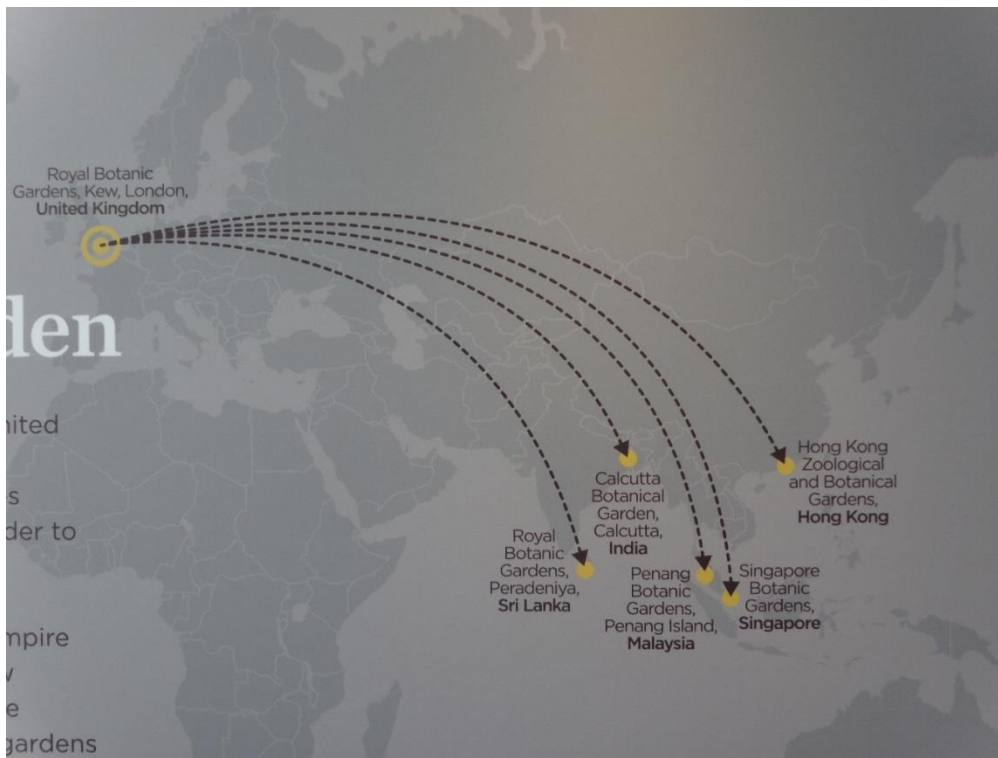 Royal Botanic
Gardens, Kew, London,
United Kingdom
den
nited
s
der to
mpire
w
e
gardens
Royal
Botanic
Gardens,
Peradeniya,
Sri Lanka
Calcutta
Botanical
Garden,
Calcutta,
India
Penang
Botanic
Gardens,
Penang Island,
Malaysia
Singapore
Botanic
Gardens,
Singapore
Hong Kong
Zoological
and Botanical
Gardens,
Hong Kong